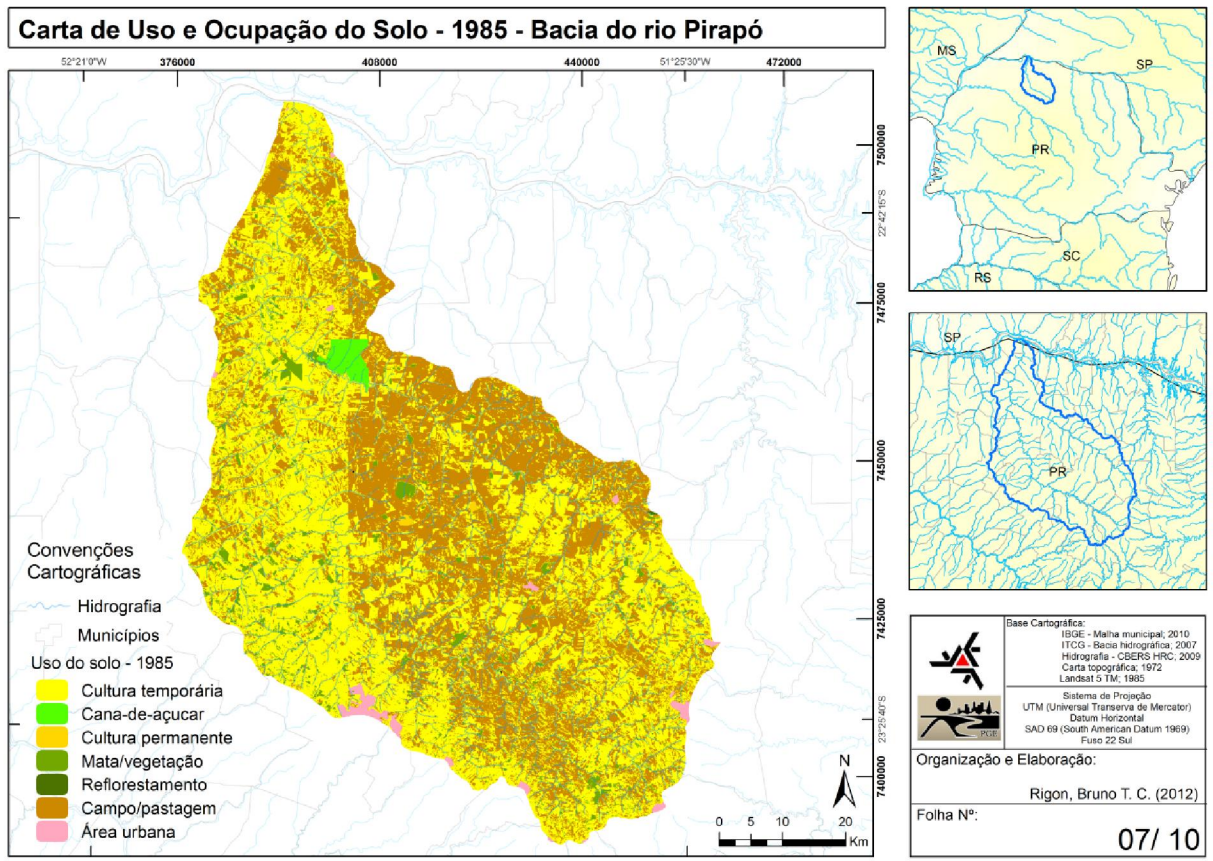 Carta de Uso e Ocupação do Solo - 1985 - Bacia do rio Pirapó
52°21'0"W
376000
408000
440000
51°25'30"W
472000
7500000
22°42'15"S
7475000
7450000
7425000
23°25'40"S
7400000
Convenções
Cartográficas
Hidrografia
Municípios
Uso do solo - 1985
Cultura temporária
Cana-de-açucar
Cultura permanente
Mata/vegetação
Reflorestamento
Campo/pastagem
Área urbana
N
0 5 10 20
Km
MS
SP
PR
SC
RS
SP
PR
Base Cartográfica:
IBGE - Malha municipal; 2010
ITCG - Bacia hidrográfica; 2007
Hidrografia - CBERS HRC; 2009
Carta topográfica; 1972
Landsat 5 TM; 1985
Sistema de Projeção
UTM (Universal Transerva de Mercator)
Datum Horizontal
SAD 69 (South American Datum 1969)
Fuso 22 Sul
PGE
Organização e Elaboração:
Rigon, Bruno T. C. (2012)
Folha Nº:
07/ 10